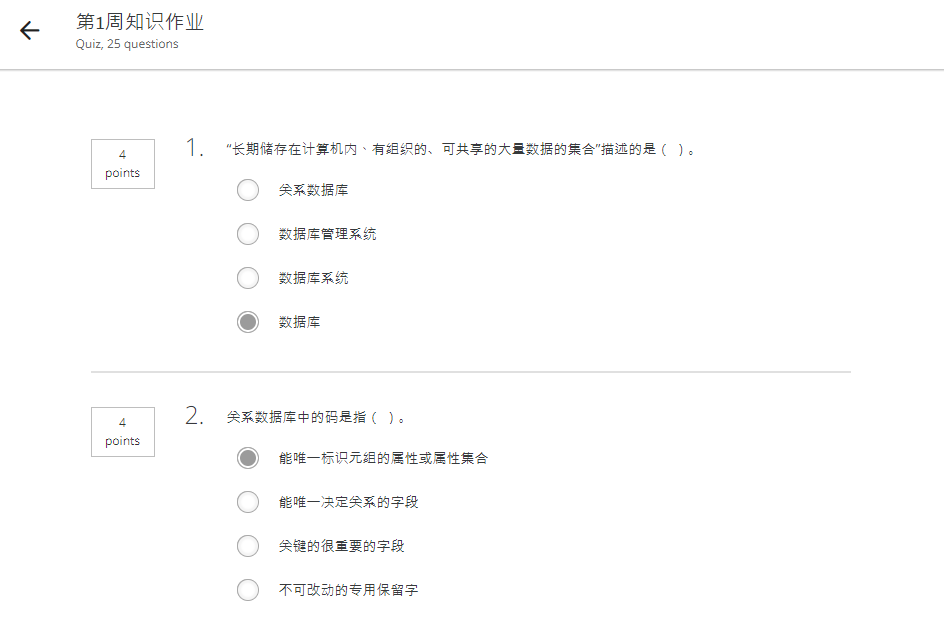 第1周知识作业
Quiz, 25 questions
4
points
1.
“长期储存在计算机内、有组织的、可共享的大量数据的集合”描述的是（ ）。
关系数据库
数据库管理系统
数据库系统
数据库
4
points
2.
关系数据库中的码是指（ ）。
能唯一标识元组的属性或属性集合
能唯一决定关系的字段
关键的很重要的字段
不可改动的专用保留字